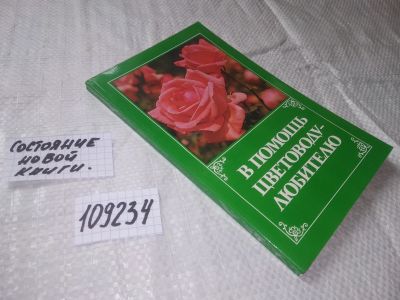 В ПОМОЩЬ
ЦВЕТОВОДУ-
ЛЮБИТЕЛЮ
СОСТОЯНИЕ
НОВОЙ
КНИГИ.
109234